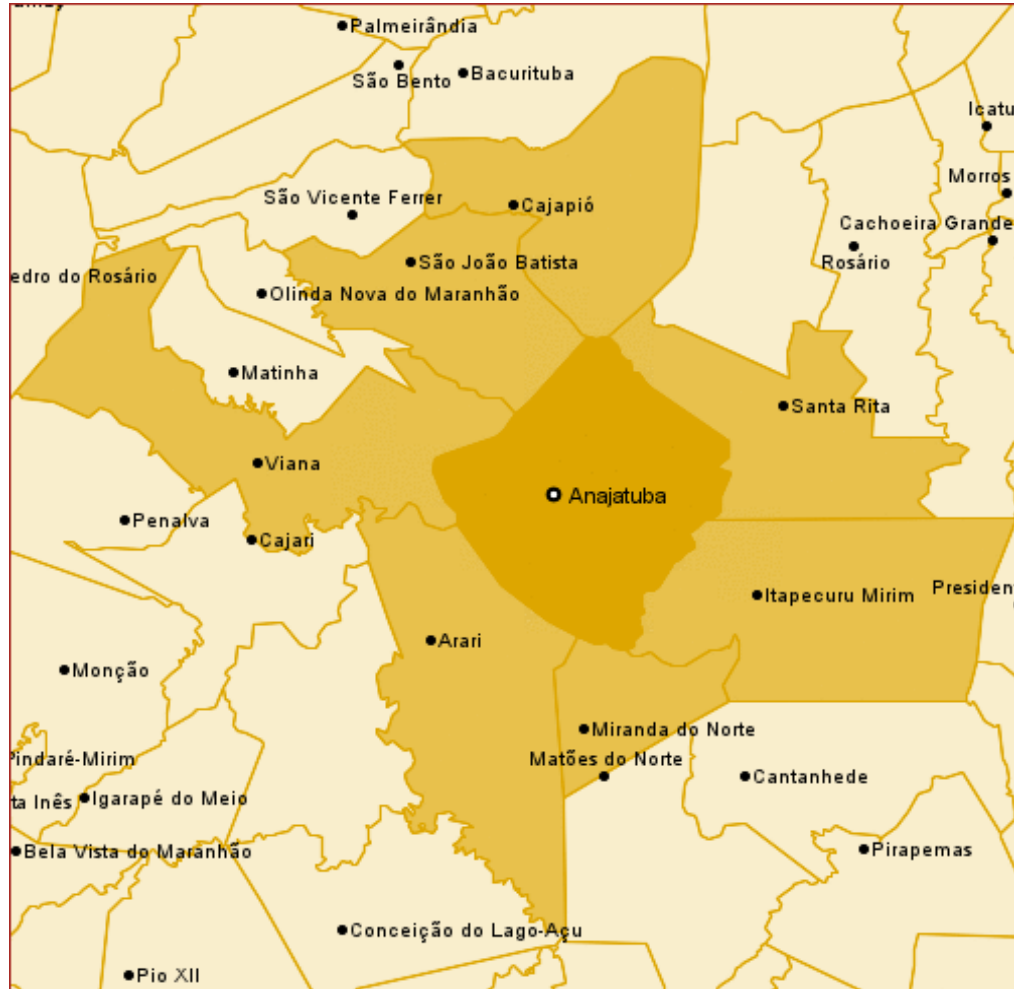 Palmeirândia
São Bento
Bacurituba
Icatu
Morros
São Vicente Ferrer
Cajapió
Cachoeira Grande
Rosário
São João Batista
edro do Rosário
Olinda Nova do Maranhão
Matinha
Santa Rita
Viana
Anajatuba
Penalva
Cajari
Itapecuru Mirim
President
Arari
Monção
Miranda do Norte
Matões do Norte
Pindaré-Mirim
Cantanhede
ta Inês
Igarapé do Meio
Bela Vista do Maranhão
Pirapemas
Conceição do Lago-Açu
Pio XII